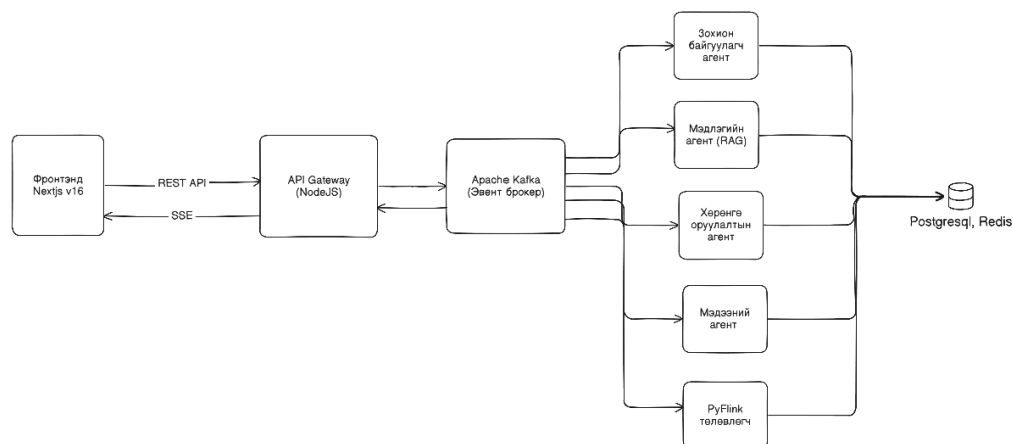 Фронтэнд
Nextjs v16
REST API
SSE
API Gateway
(NodeJS)
Apache Kafka
(Эвент брокер)
Зохион
байгуулагч
агент
Мэдлэгийн
агент (RAG)
Хөрөнгө
оруулалтын
агент
Мэдээний
агент
PyFlink
төлөвлөгч
Postgresql, Redis